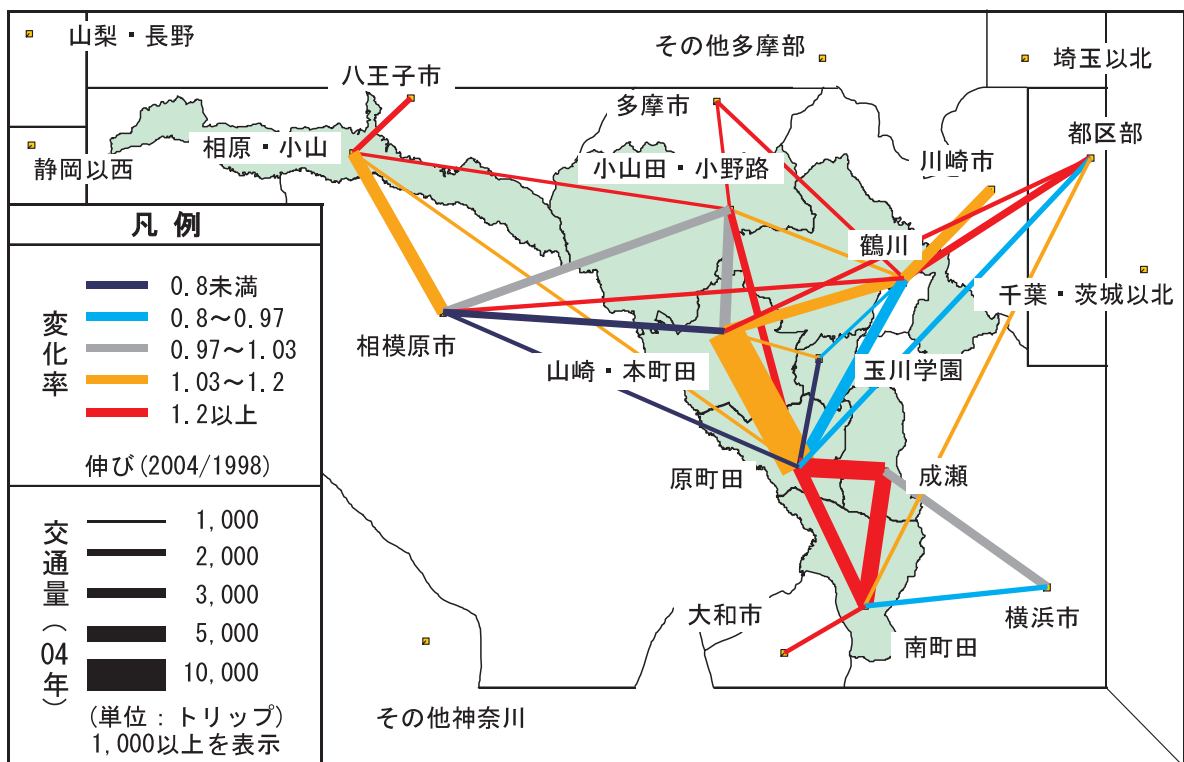 山梨・長野
その他多摩部
埼玉以北
八王子市
多摩市
都区部
相原・小山
川崎市
静岡以西
小山田・小野路
鶴川
千葉・茨城以北
相模原市
山崎・本町田
玉川学園
原町田
成瀬
大和市
横浜市
南町田
その他神奈川
凡 例
変化率
0.8未満
0.8～0.97
0.97～1.03
1.03～1.2
1.2以上
伸び(2004/1998)
交通量(04年)
1,000
2,000
3,000
5,000
10,000
(単位：トリップ)
1,000以上を表示